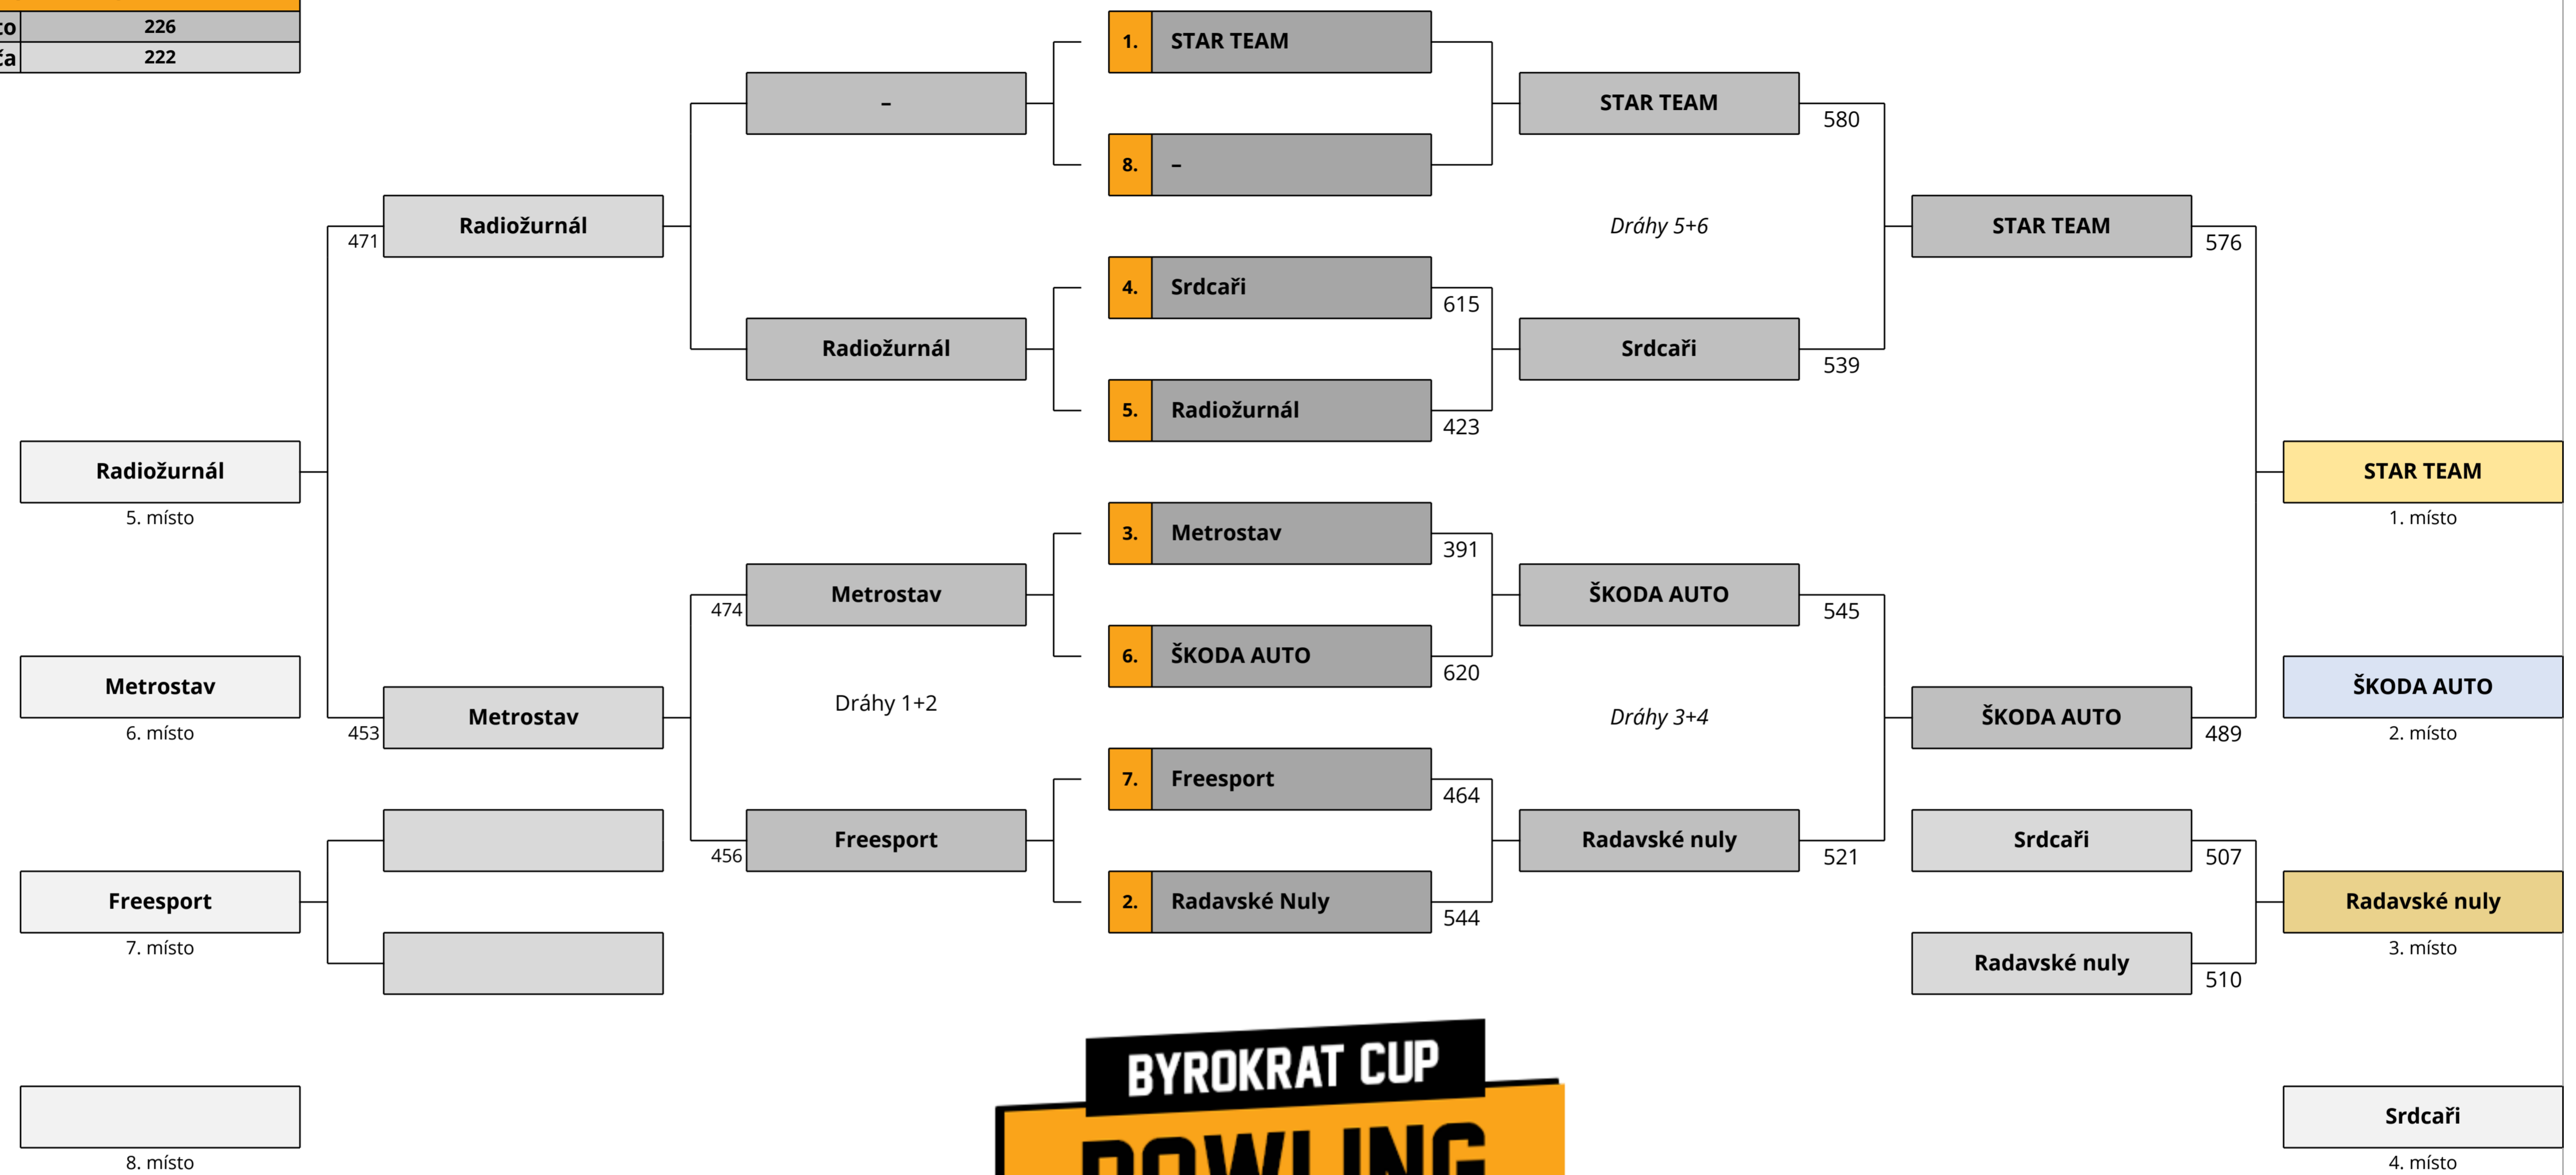 to 226
ča 222
1. STAR TEAM
–
STAR TEAM
580
8. –
Radiožurnál
471
Dráhy 5+6
STAR TEAM
576
4. Srdcaři
615
Radiožurnál
Srdcaři
539
5. Radiožurnál
423
Radiožurnál
5. místo
STAR TEAM
1. místo
3. Metrostav
391
Metrostav
474
ŠKODA AUTO
545
6. ŠKODA AUTO
620
Metrostav
6. místo
Metrostav
453
Dráhy 1+2
Dráhy 3+4
ŠKODA AUTO
489
ŠKODA AUTO
2. místo
7. Freesport
464
Freesport
456
Radavské nuly
521
Srdcaři
507
2. Radavské Nuly
544
Freesport
7. místo
Radavské nuly
3. místo
Radavské nuly
510
BYROKRAT CUP
BOWLING
8. místo
Srdcaři
4. místo